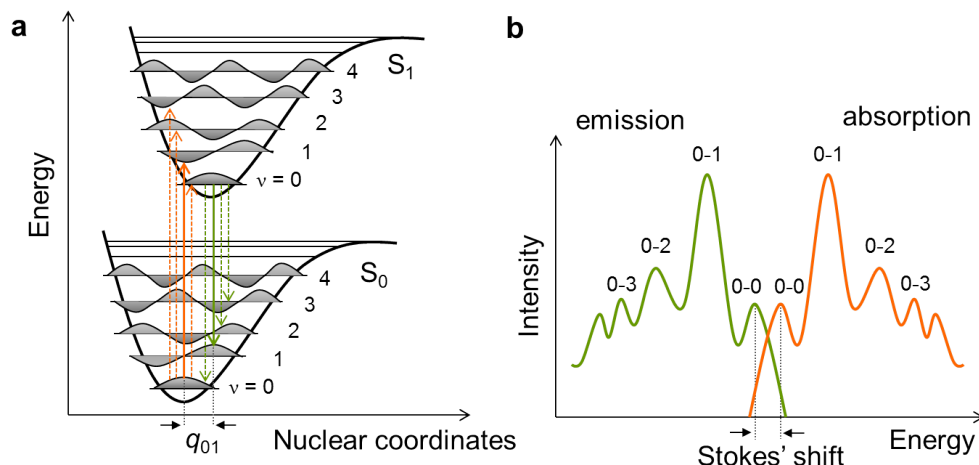 a
Energy
S1
4
3
2
1
ν = 0
S0
4
3
2
1
ν = 0
q01
Nuclear coordinates
b
emission
absorption
Intensity
0-1
0-1
0-2
0-2
0-3
0-0
0-0
0-3
Energy
Stokes' shift